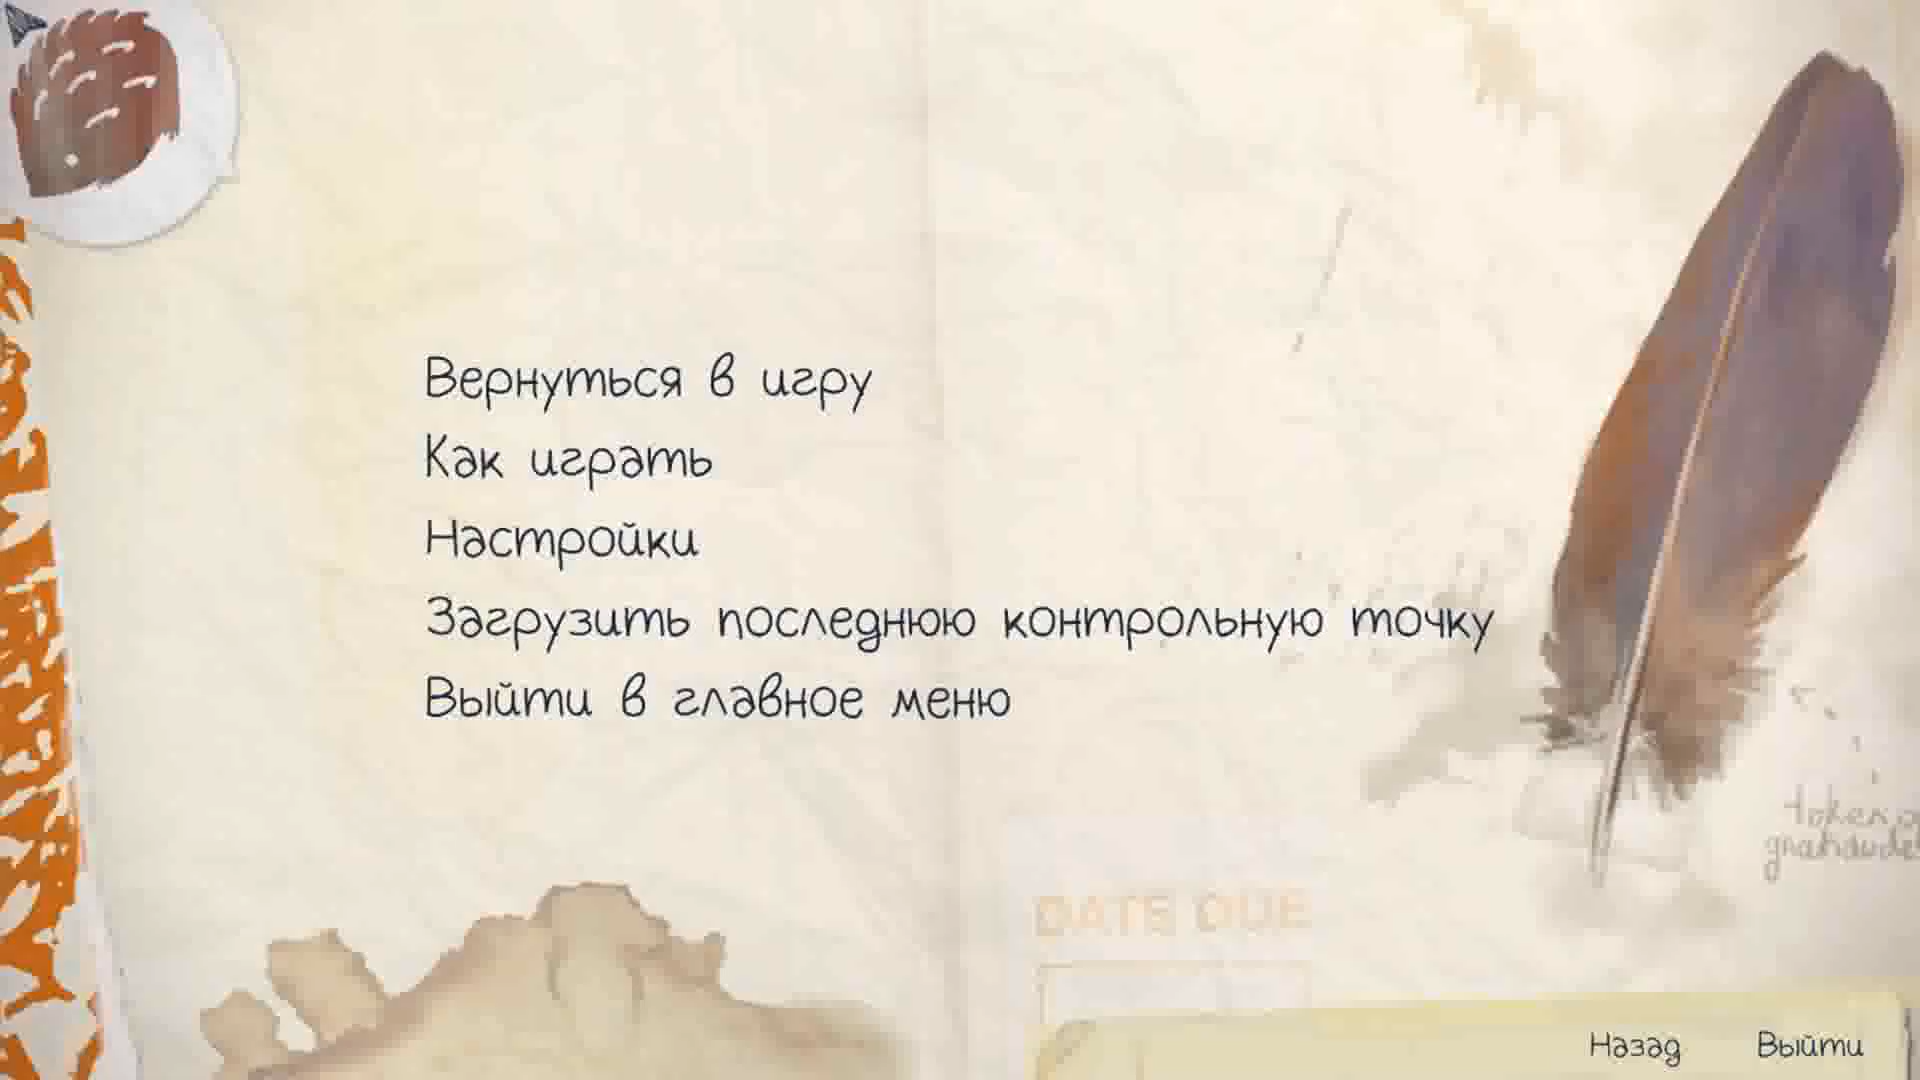 Вернуться в игру
Как играть
Настройки
Загрузить последнюю контрольную точку
Выйти в главное меню
DATE DUE
Назад Выйти